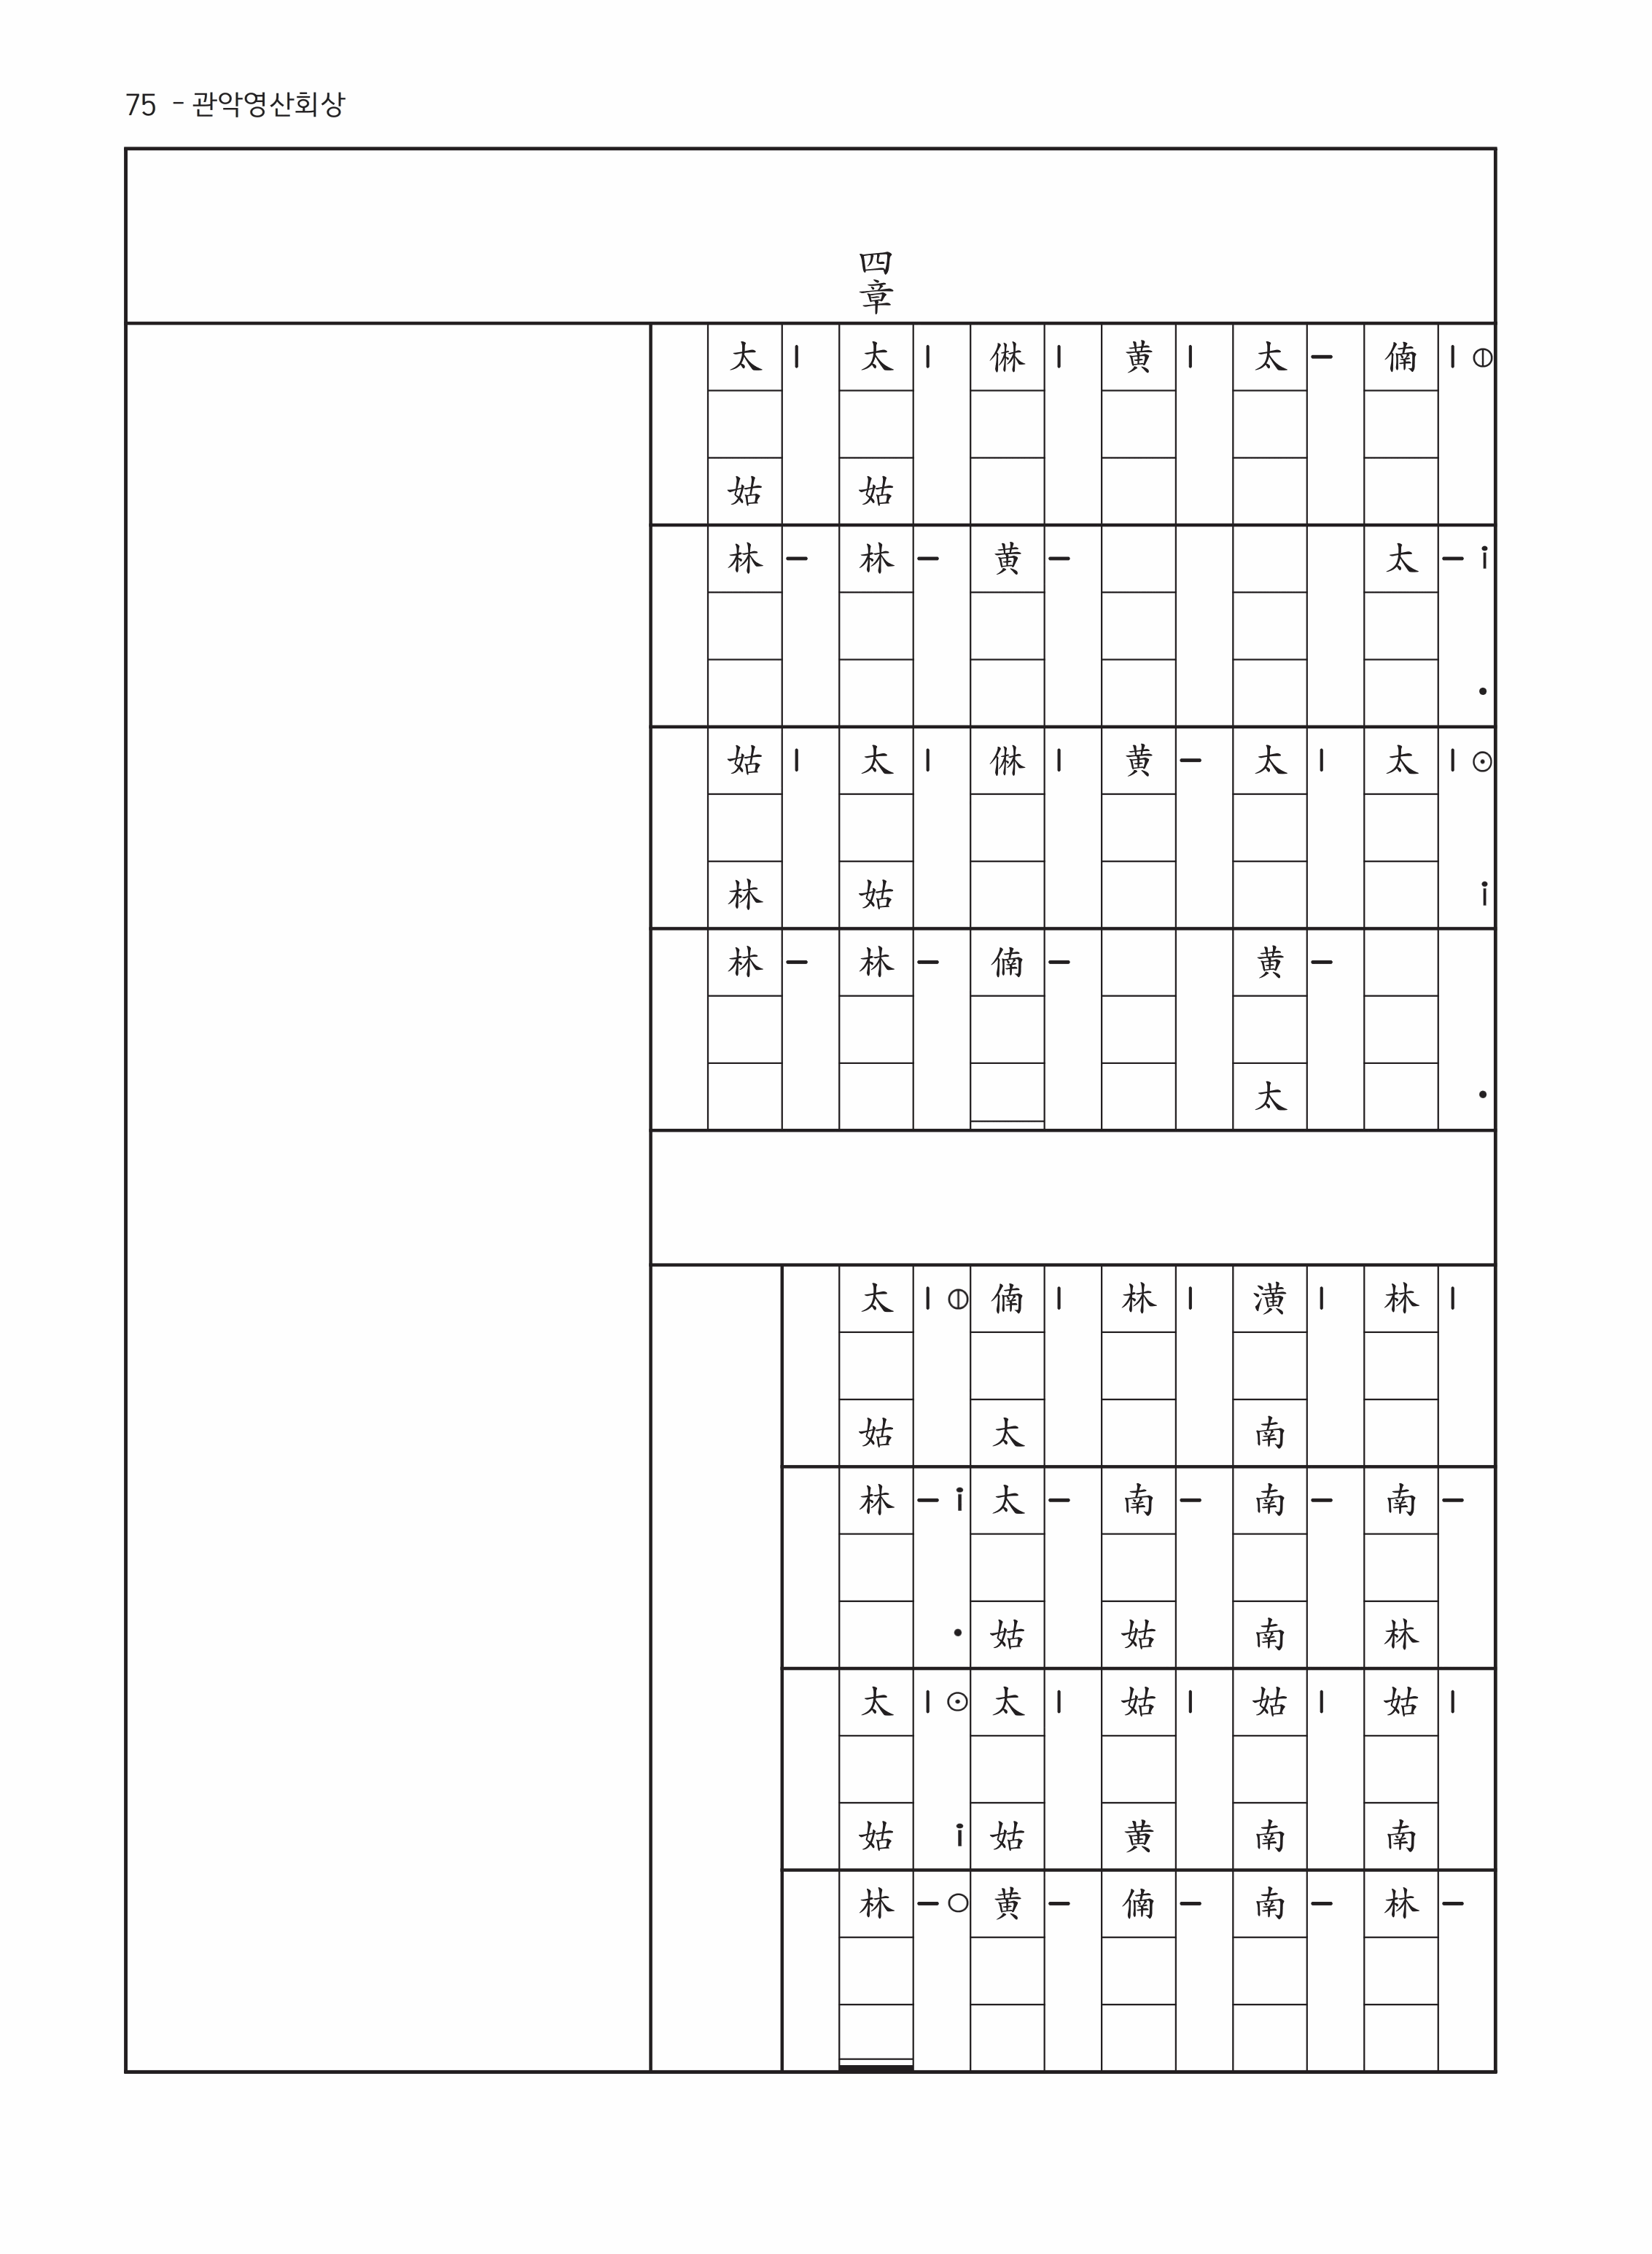 75 - 관악영산회상
四章
㑲 太 太
太 太 黄 太
黄 黄
㑣 黄 㑣 㑲
太 姑 林 太 姑 林
太 姑 林 姑 林 林
林 南 林 姑 南 林
潢 南 南 南 姑 南 南
林 南 姑 姑 黄 㑲
㑲 太 太 姑 太 姑 黄
太 姑 林 太 姑 林